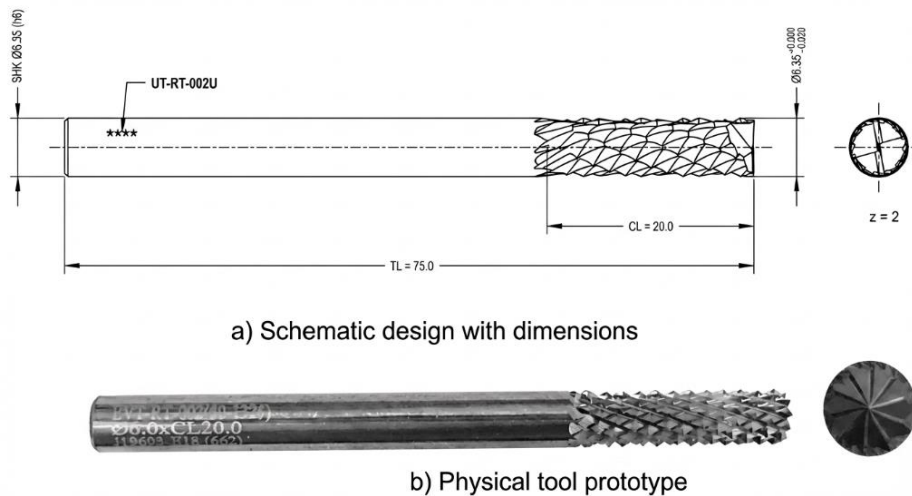 SHK Ø6.35 (h6)
UT-RT-002U
****
Ø6.35 +0.000 -0.020
z = 2
CL = 20.0
TL = 75.0
a) Schematic design with dimensions
Ø6.0xCL20.0
b) Physical tool prototype